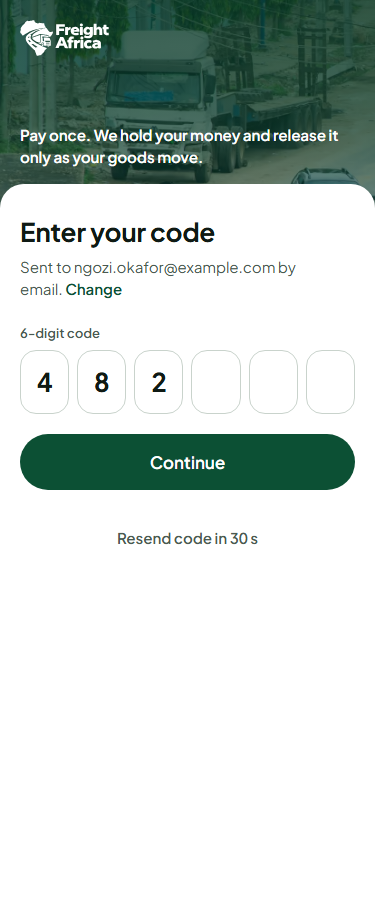 Freight
Africa
Pay once. We hold your money and release it
only as your goods move.
Enter your code
Sent to ngozi.okafor@example.com by
email. Change
6-digit code
4 8 2
Continue
Resend code in 30 s